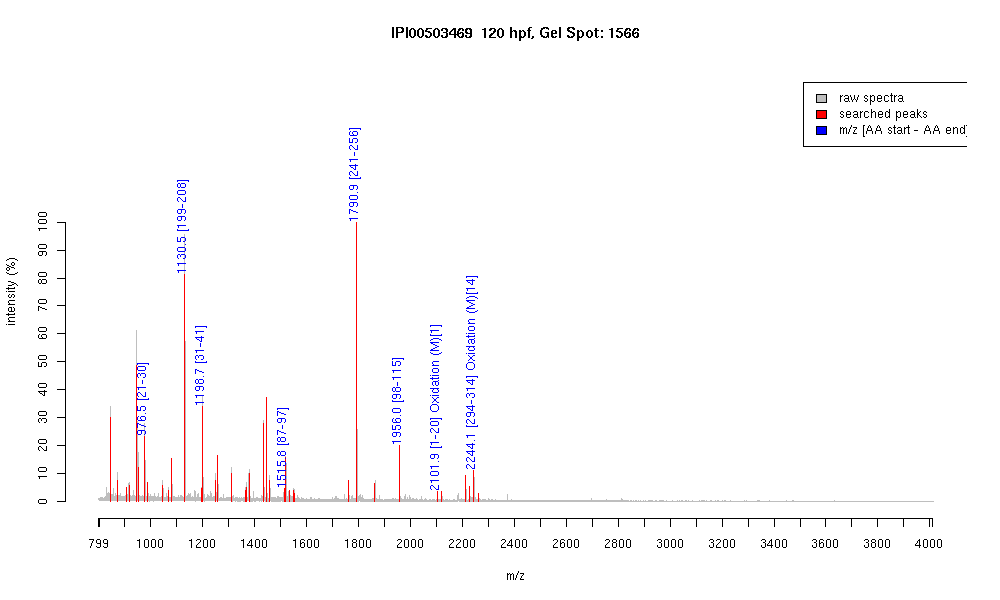 IPI00503469 120 hpf, Gel Spot: 1566
raw spectra
searched peaks
m/z [AA start - AA end]
intensity (%)
100
90
80
70
60
50
40
30
20
10
0
976.5 [21-30]
1130.5 [199-208]
1198.7 [31-41]
1515.8 [87-97]
1790.9 [241-256]
1956.0 [98-115]
2101.9 [1-20] Oxidation (M)[1]
2244.1 [294-314] Oxidation (M)[14]
799 1000 1200 1400 1600 1800 2000 2200 2400 2600 2800 3000 3200 3400 3600 3800 4000
m/z